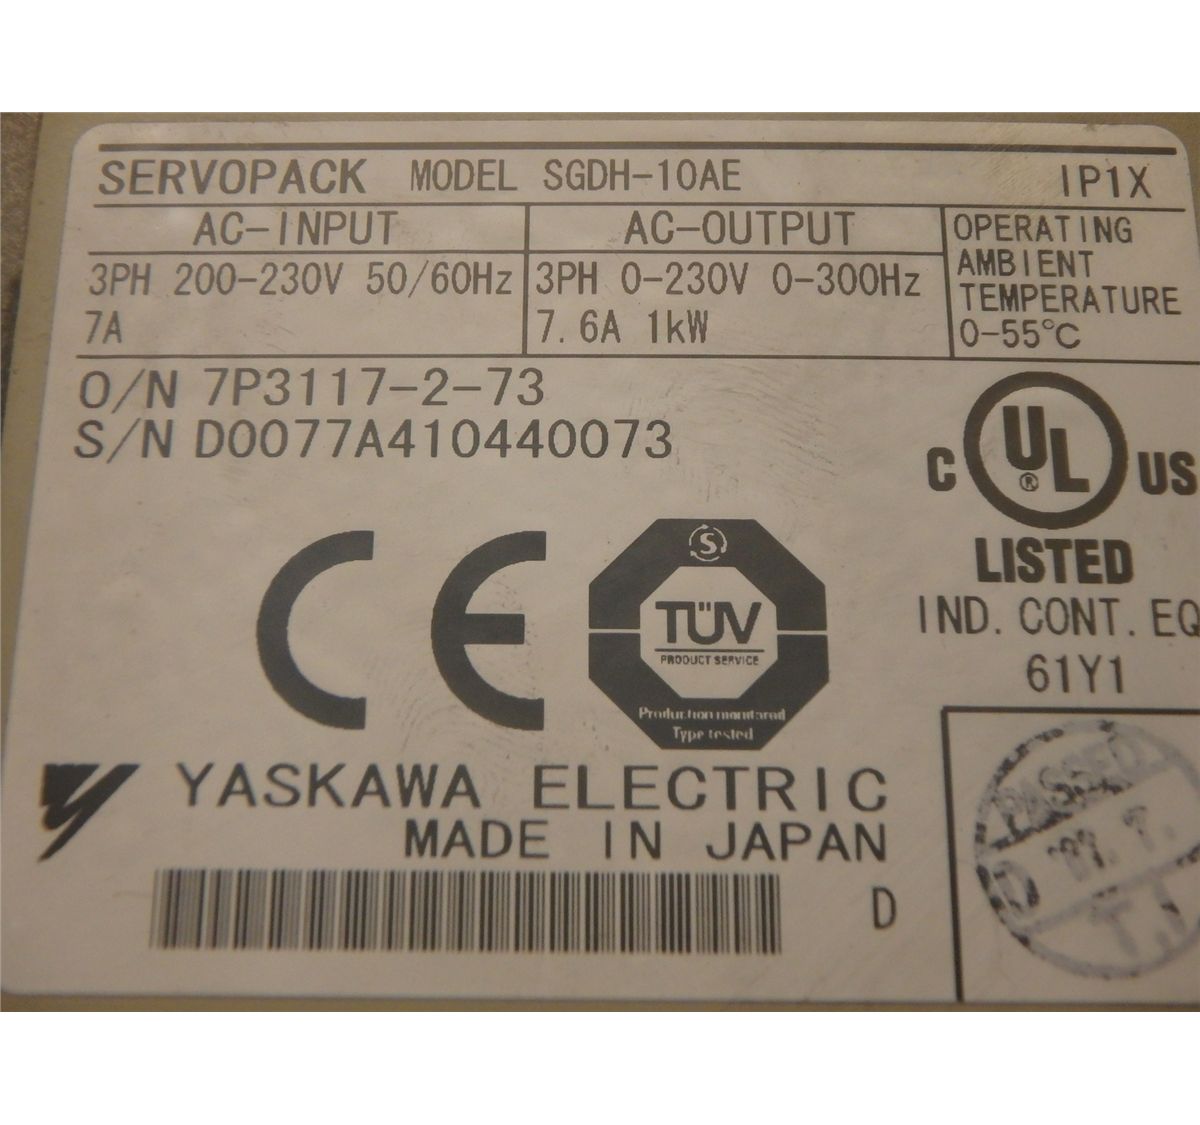 SERVOPACK MODEL SGDH-10AE IP1X
AC-INPUT AC-OUTPUT
3PH 200-230V 50/60Hz
7A
3PH 0-230V 0-300Hz
7.6A 1kW
OPERATING
AMBIENT
TEMPERATURE
0-55°C
O/N 7P3117-2-73
S/N D0077A410440073
C UL® US
LISTED
IND. CONT. EQ
61Y1
CE
S
TÜV
PRODUCT SERVICE
Production monitored
Type tested
YASKAWA ELECTRIC
MADE IN JAPAN
D
PASSED
T.J